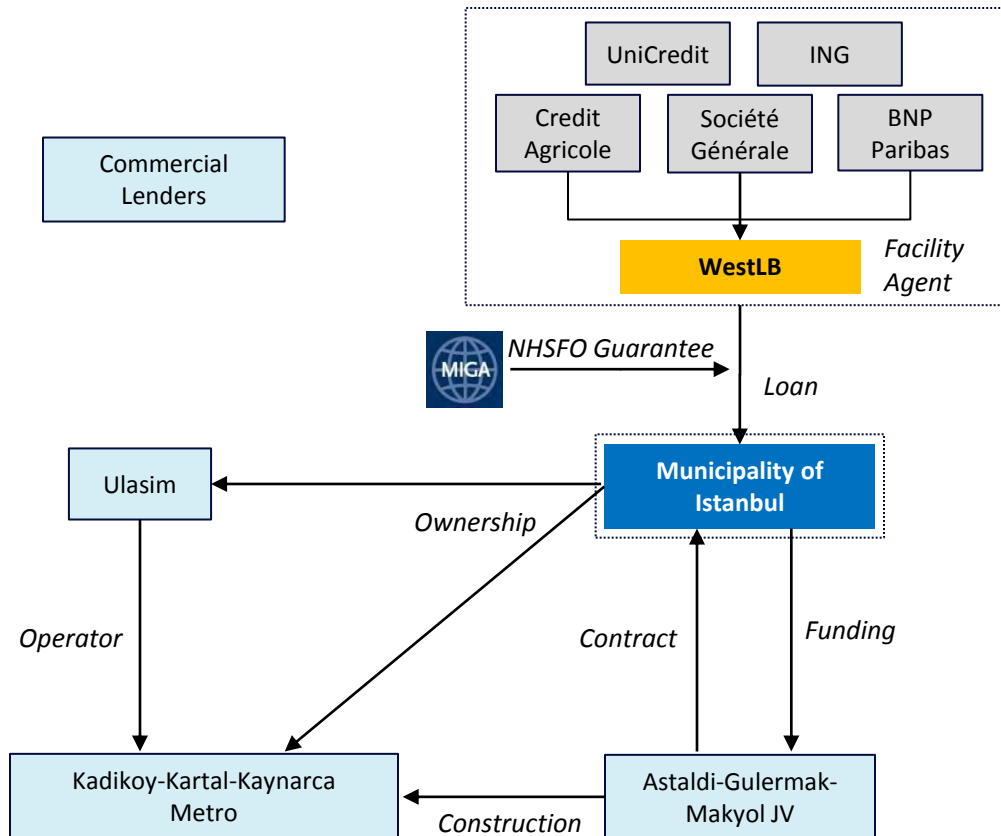 UniCredit
ING
Credit
Agricole
Société
Générale
BNP
Paribas
Commercial
Lenders
WestLB
Facility
Agent
MIGA
NHSFO Guarantee
Loan
Ulasim
Municipality of
Istanbul
Ownership
Operator
Contract
Funding
Kadikoy-Kartal-Kaynarca
Metro
Construction
Astaldi-Gulermak-
Makyol JV